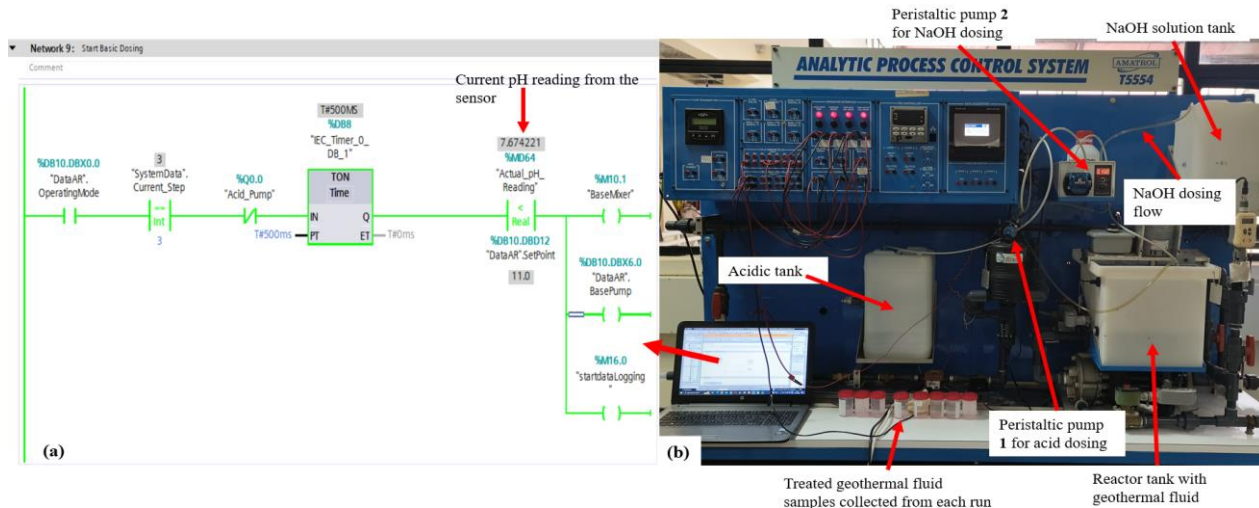 Network 9: Start Basic Dosing
Comment
Current pH reading from the
sensor
T#500MS
%DB8
"IEC_Timer_0_
DB_1"
%DB10.DBX0.0
"DataAR".
OperatingMode
3
"SystemData".
Current_Step
==
Int
3
%Q0.0
"Acid_Pump"
TON
Time
IN
Q
T#500ms
PT
ET
T#0ms
7.674221
%MD64
"Actual_pH_
Reading"
<
Real
%DB10.DBD12
"DataAR".SetPoint
11.0
%M10.1
"BaseMixer"
%DB10.DBX6.0
"DataAR".
BasePump
%M16.0
"startdataLogging
"
(a)
Peristaltic pump 2
for NaOH dosing
NaOH solution tank
ANALYTIC PROCESS CONTROL SYSTEM
AMATROL
T5554
NaOH dosing
flow
Acidic tank
(b)
Peristaltic pump
1 for acid dosing
Treated geothermal fluid
samples collected from each run
Reactor tank with
geothermal fluid